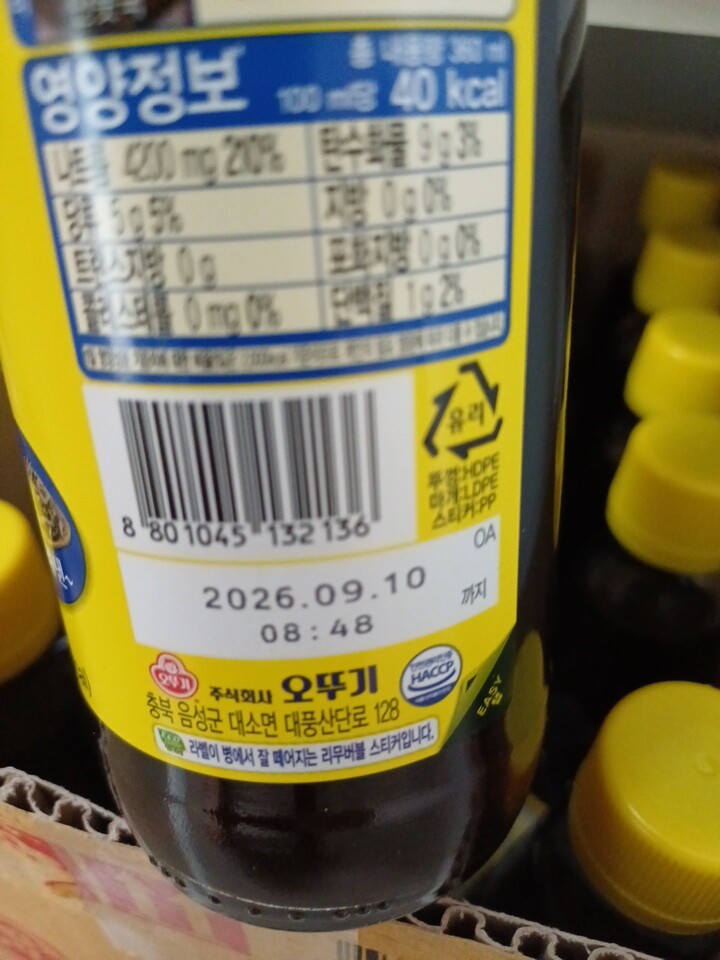 영양정보
총 내용량 360 ml
100 ml당 40 kcal
나트륨 4200 mg 210% 탄수화물 9 g 3%
당류 5 g 5% 지방 0 g 0%
트랜스지방 0 g 포화지방 0 g 0%
콜레스테롤 0 mg 0% 단백질 1 g 2%
유리
뚜껑:HDPE
마개:LDPE
스티커:PP
8 801045 132136
OA
2026.09.10 까지
08:48
오뚜기 주식회사 오뚜기
HACCP
충북 음성군 대소면 대풍산단로 128
EASY
라벨이 병에서 잘 떼어지는 리무버블 스티커입니다.